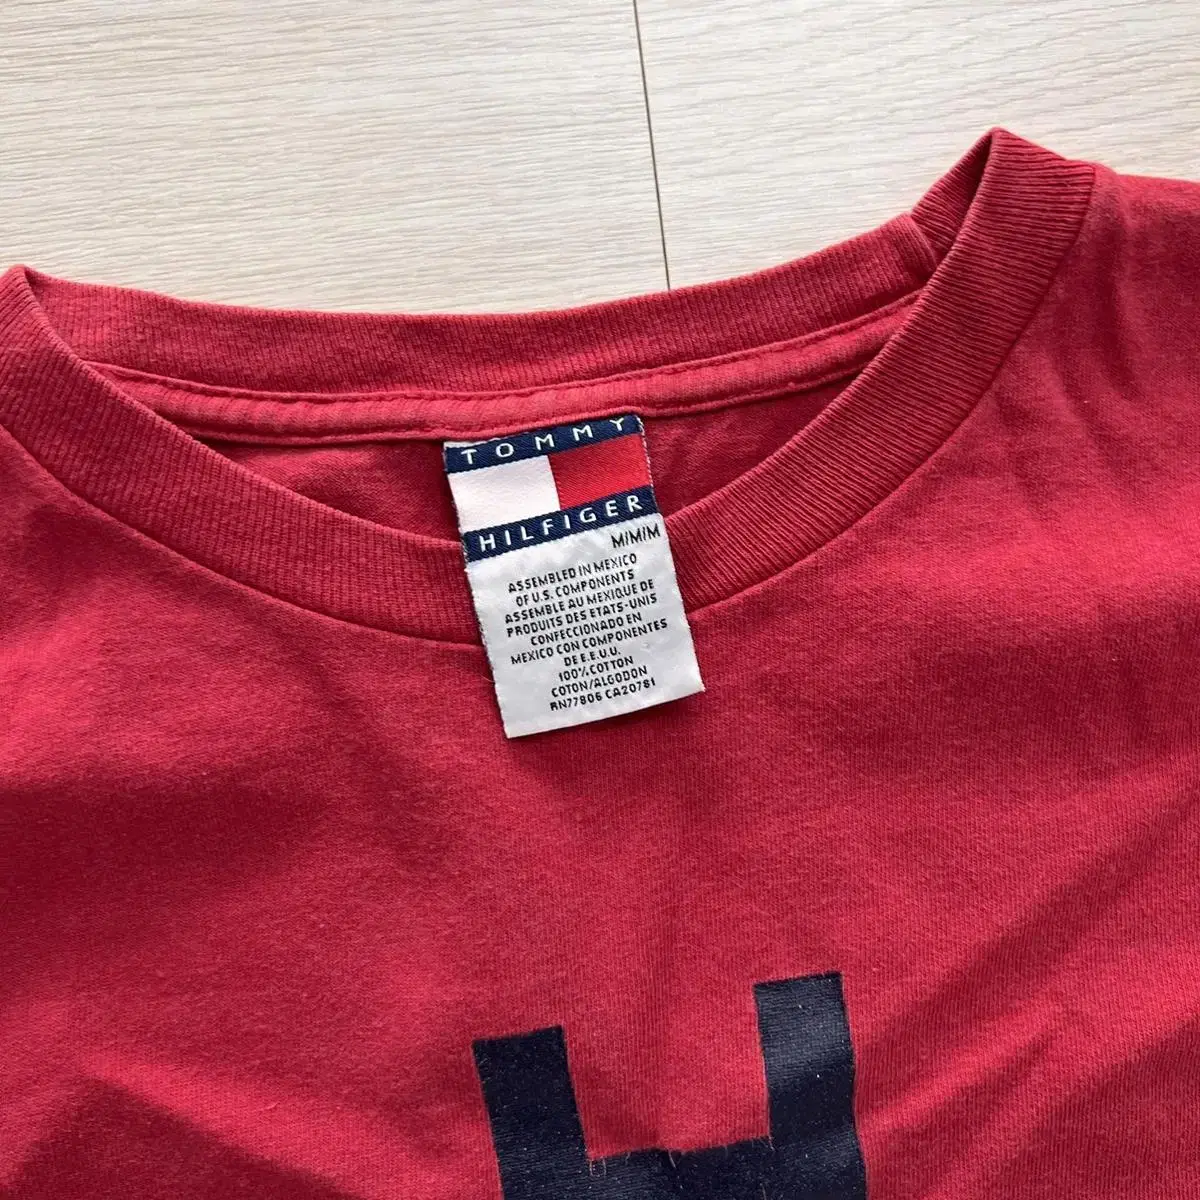 TOMMY
HILFIGER
M/M/M
ASSEMBLED IN MEXICO
OF U.S. COMPONENTS
ASSEMBLE AU MEXIQUE DE
PRODUITS DES ETATS-UNIS
CONFECCIONADO EN
MEXICO CON COMPONENTES
DE E.E.U.U.
100% COTTON
COTON/ALGODON
RN77806 CA20781
H